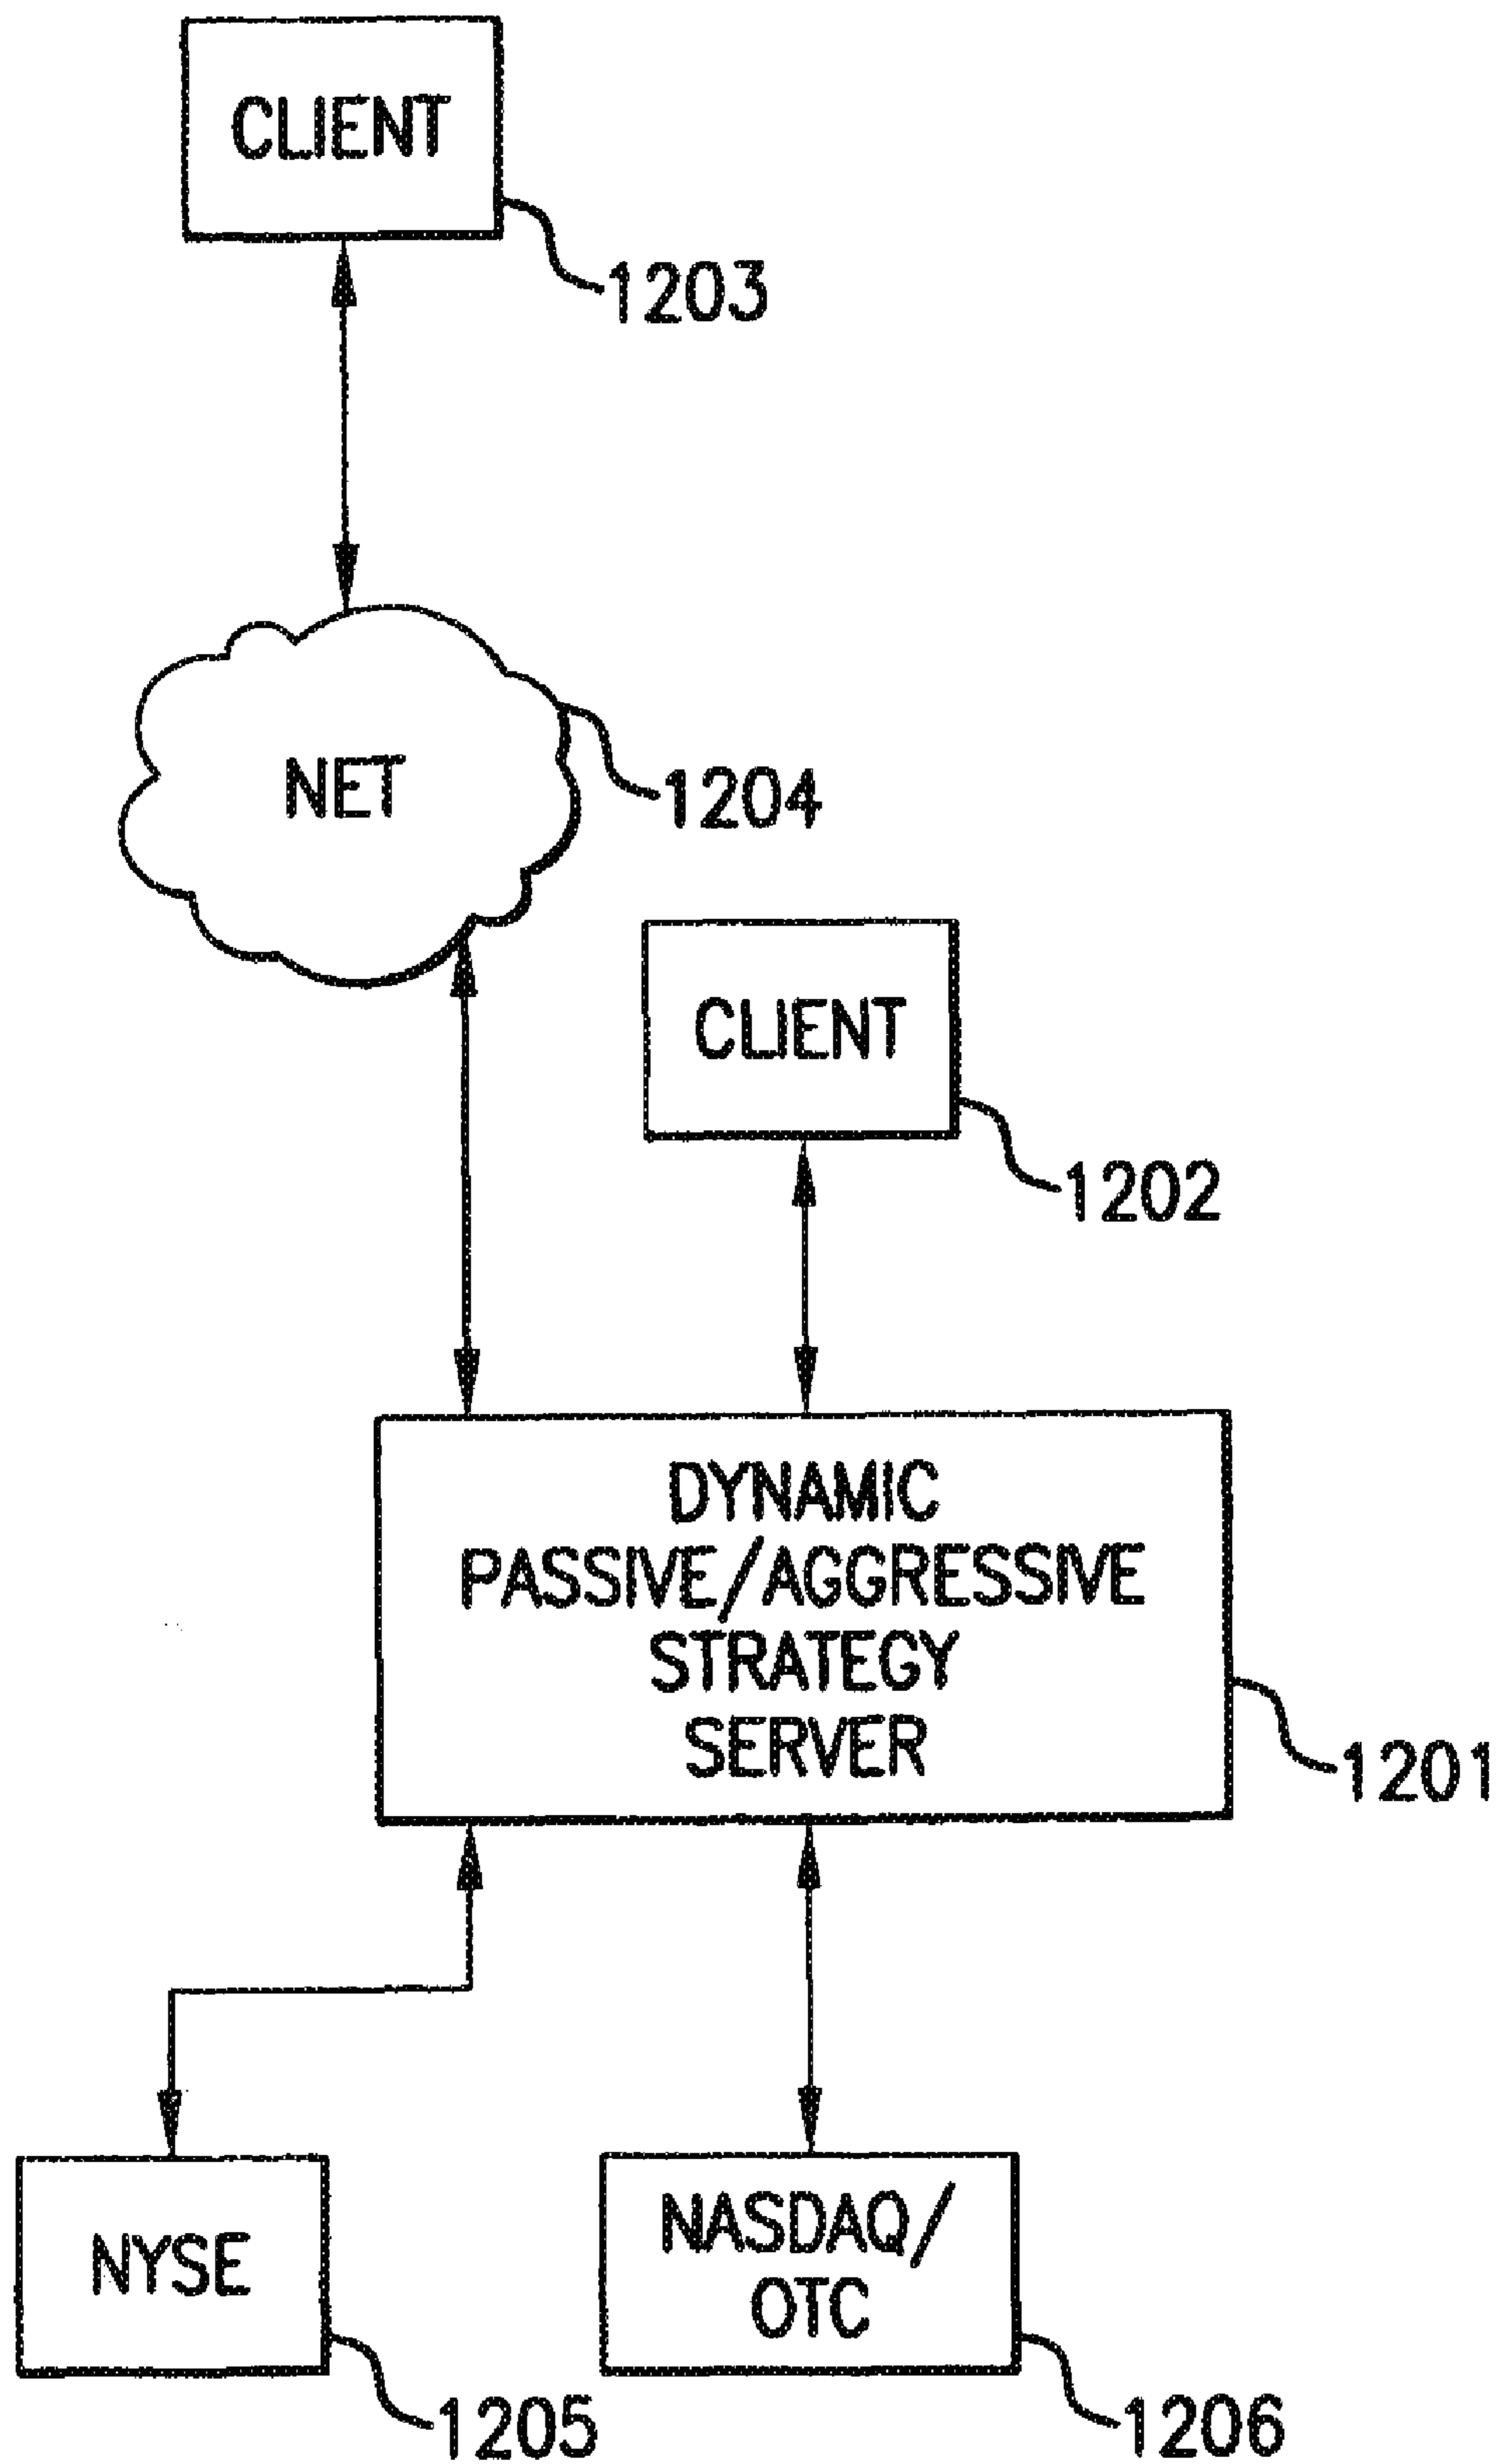 CLIENT
1203
NET
1204
CLIENT
1202
DYNAMIC
PASSIVE/AGGRESSIVE
STRATEGY
SERVER
1201
NYSE
1205
NASDAQ/
OTC
1206